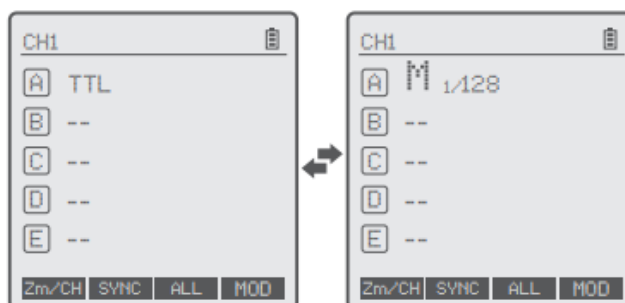 CH1
A TTL
B --
C --
D --
E --
Zm/CH SYNC ALL MOD
CH1
A M 1/128
B --
C --
D --
E --
Zm/CH SYNC ALL MOD